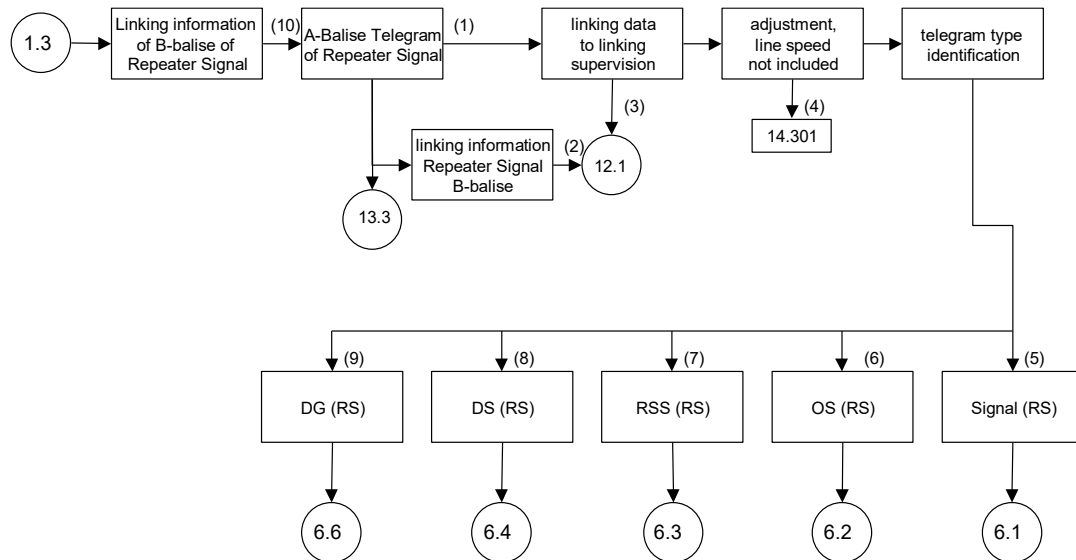 1.3
Linking information
of B-balise of
Repeater Signal
(10)
A-Balise Telegram
of Repeater Signal
(1)
linking data
to linking
supervision
adjustment,
line speed
not included
telegram type
identification
(3)
(4)
14.301
linking information
Repeater Signal
B-balise
(2)
12.1
13.3
(9)
(8)
(7)
(6)
(5)
DG (RS)
DS (RS)
RSS (RS)
OS (RS)
Signal (RS)
6.6
6.4
6.3
6.2
6.1